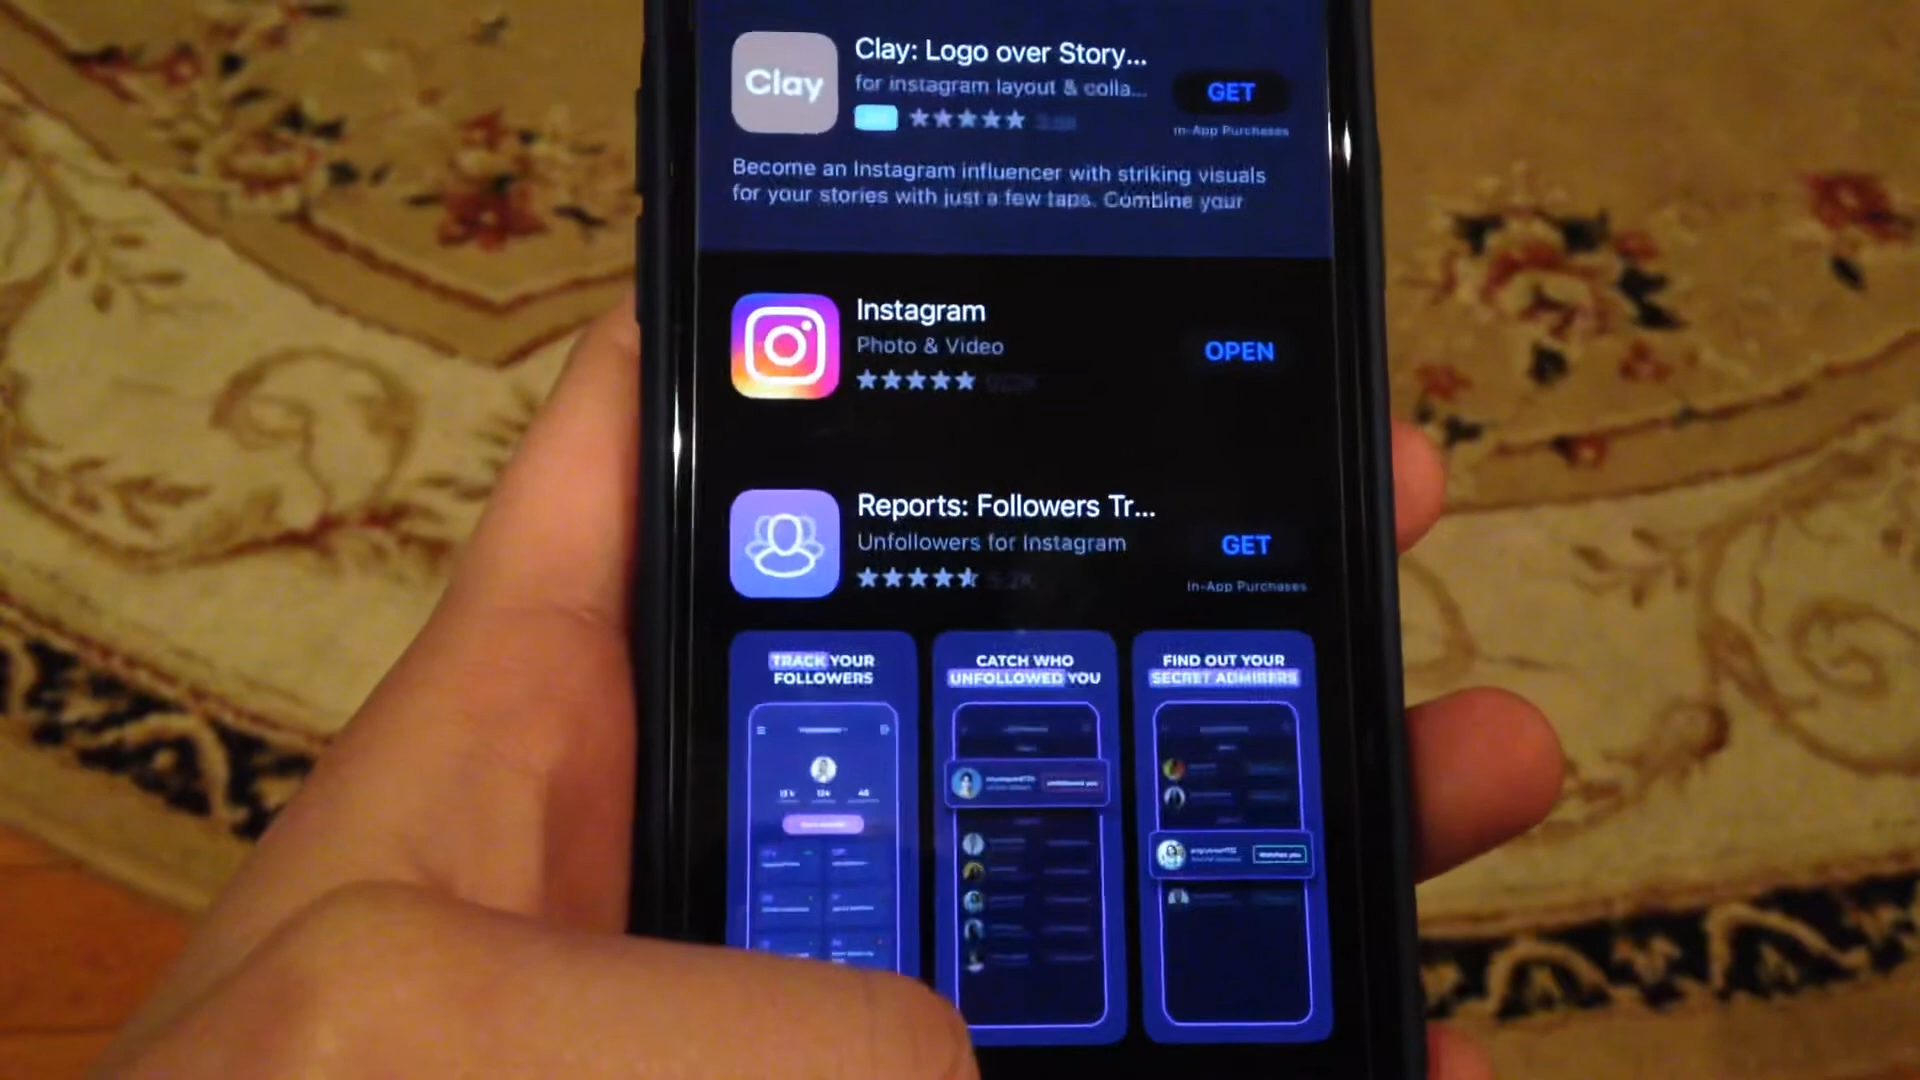 Clay
Clay: Logo over Story...
for instagram layout & colla...
GET
In-App Purchases
Become an Instagram influencer with striking visuals
for your stories with just a few taps. Combine your
Instagram
Photo & Video
OPEN
Reports: Followers Tr...
Unfollowers for Instagram
GET
In-App Purchases
TRACK YOUR
FOLLOWERS
CATCH WHO
UNFOLLOWED YOU
FIND OUT YOUR
SECRET ADMIRERS